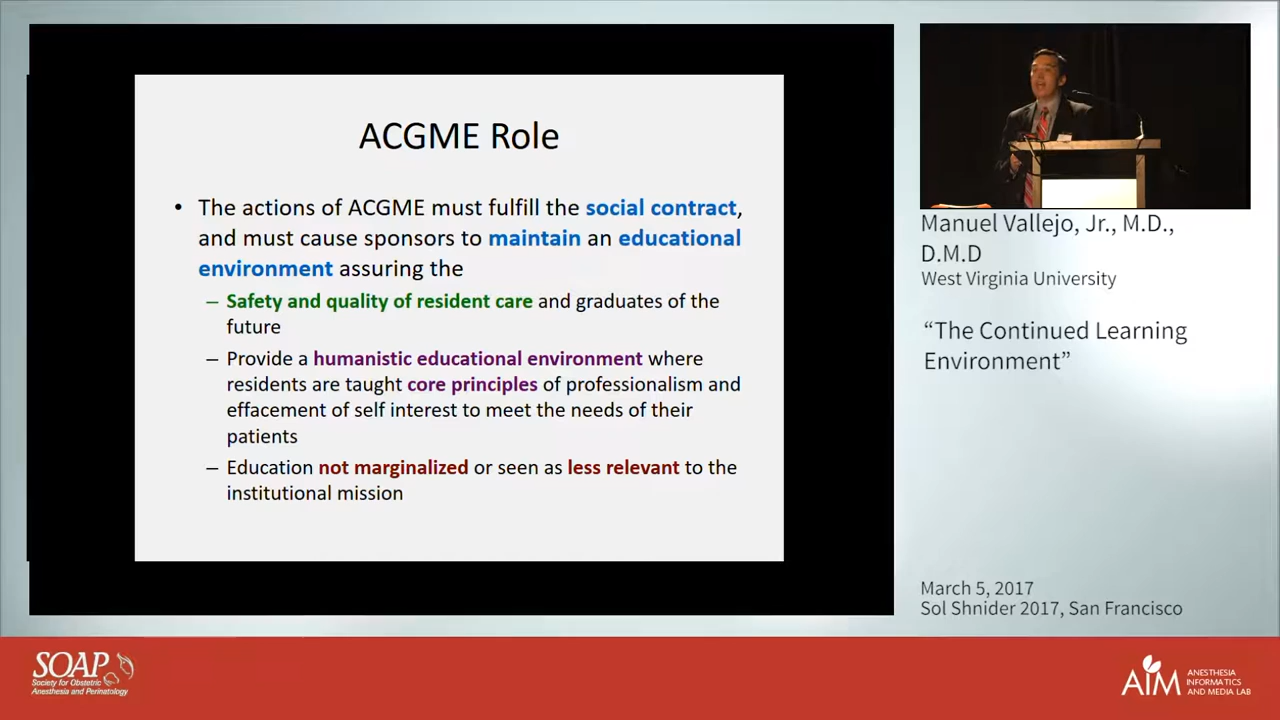 ACGME Role
• The actions of ACGME must fulfill the social contract,
and must cause sponsors to maintain an educational
environment assuring the
– Safety and quality of resident care and graduates of the
future
– Provide a humanistic educational environment where
residents are taught core principles of professionalism and
effacement of self interest to meet the needs of their
patients
– Education not marginalized or seen as less relevant to the
institutional mission
Manuel Vallejo, Jr., M.D.,
D.M.D
West Virginia University
“The Continued Learning
Environment”
March 5, 2017
Sol Shnider 2017, San Francisco
SOAP
Society for Obstetric
Anesthesia and Perinatology
AIM
ANESTHESIA
INFORMATICS
AND MEDIA LAB